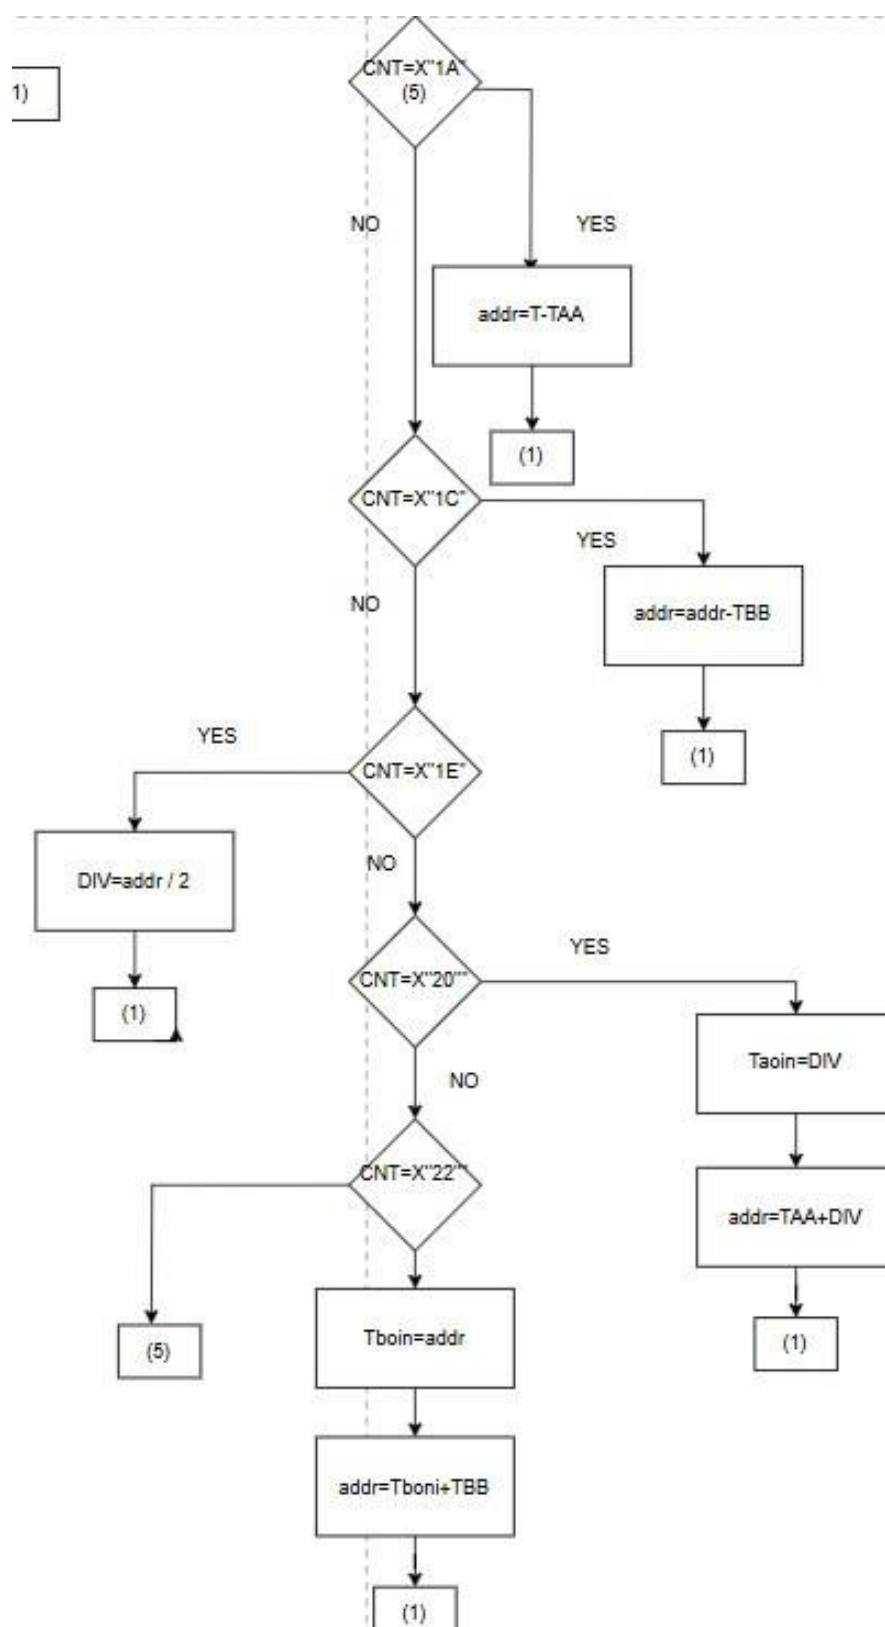 1)
CNT=X"1A"
(5)
NO
YES
addr=T-TAA
(1)
CNT=X"1C"
YES
NO
addr=addr-TBB
(1)
YES
CNT=X"1E"
NO
DIV=addr / 2
(1)
YES
CNT=X"20""
Taoin=DIV
NO
CNT=X"22""
addr=TAA+DIV
(1)
(5)
Tboin=addr
addr=Tboni+TBB
(1)